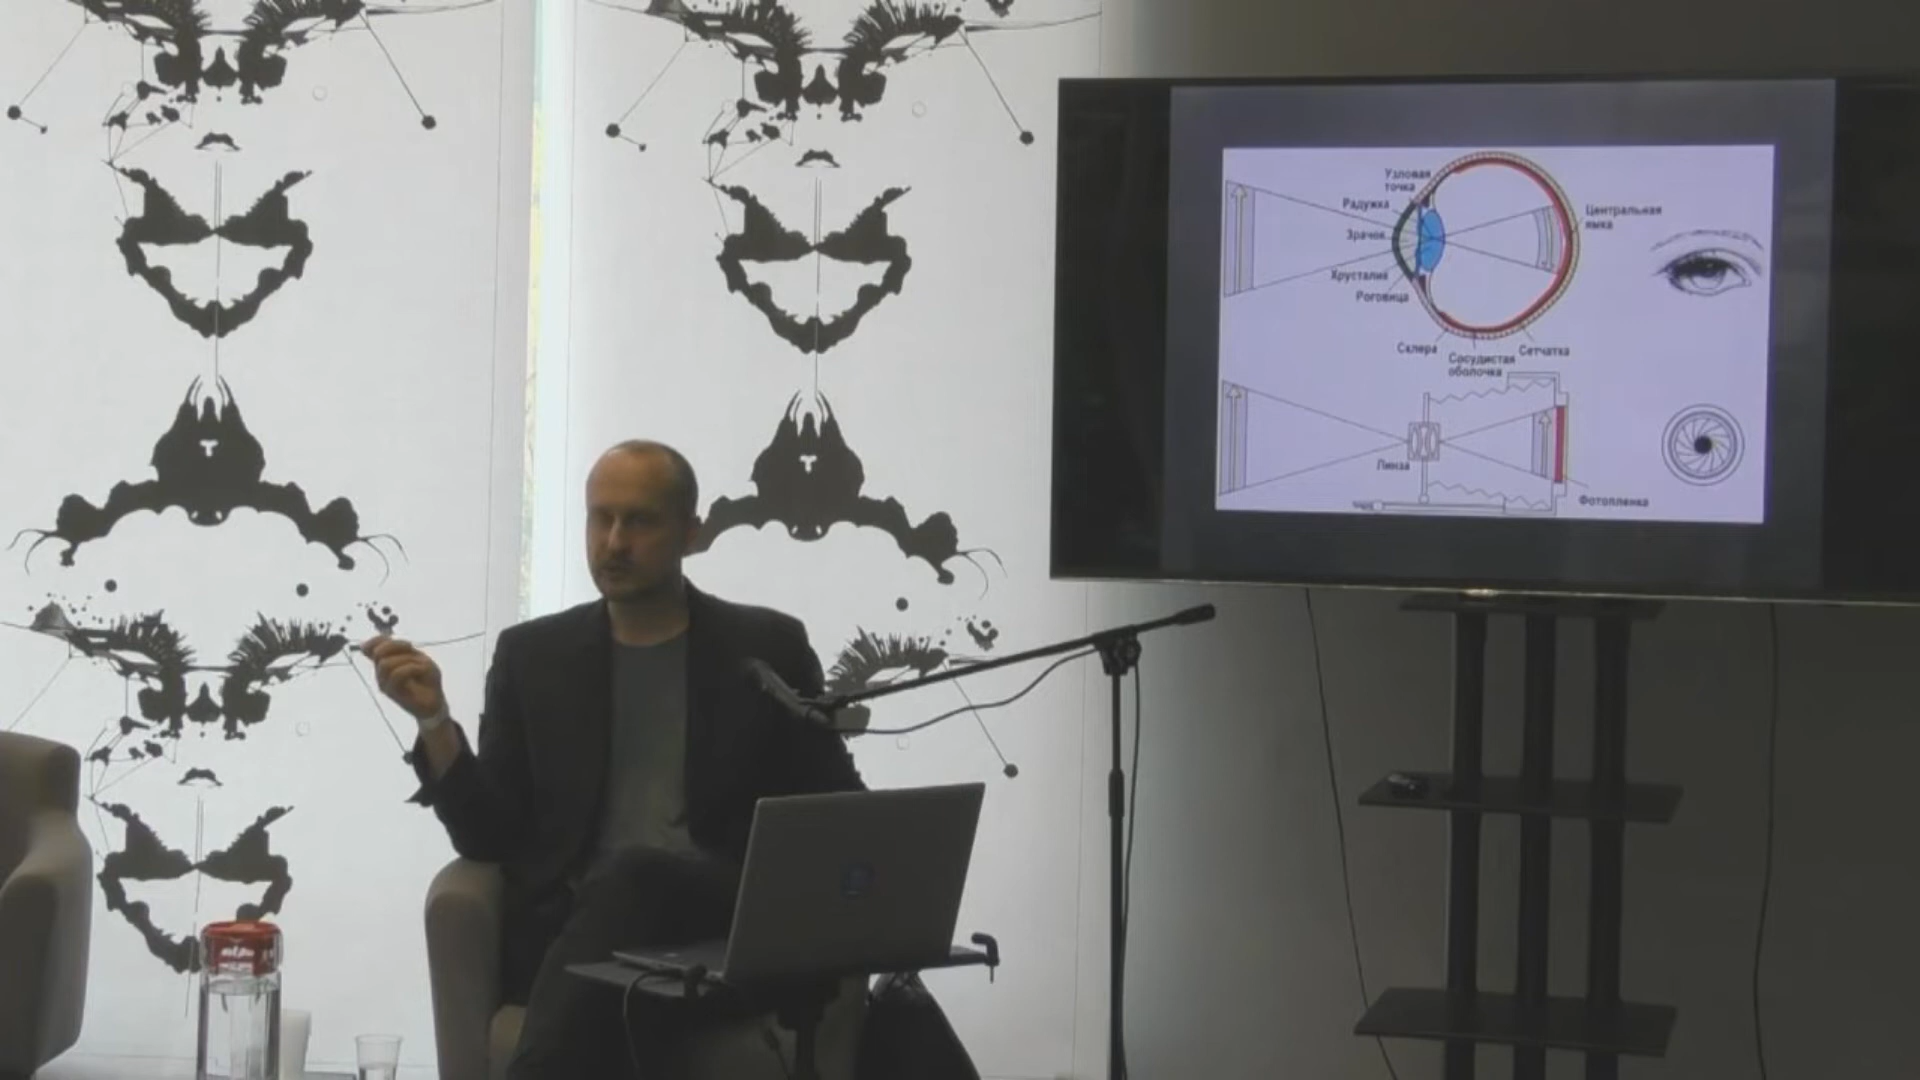 Узловая
точка
Радужка
Зрачок
Хрусталик
Роговица
Центральная
ямка
Склера
Сосудистая
оболочка
Сетчатка
Линза
Фотопленка